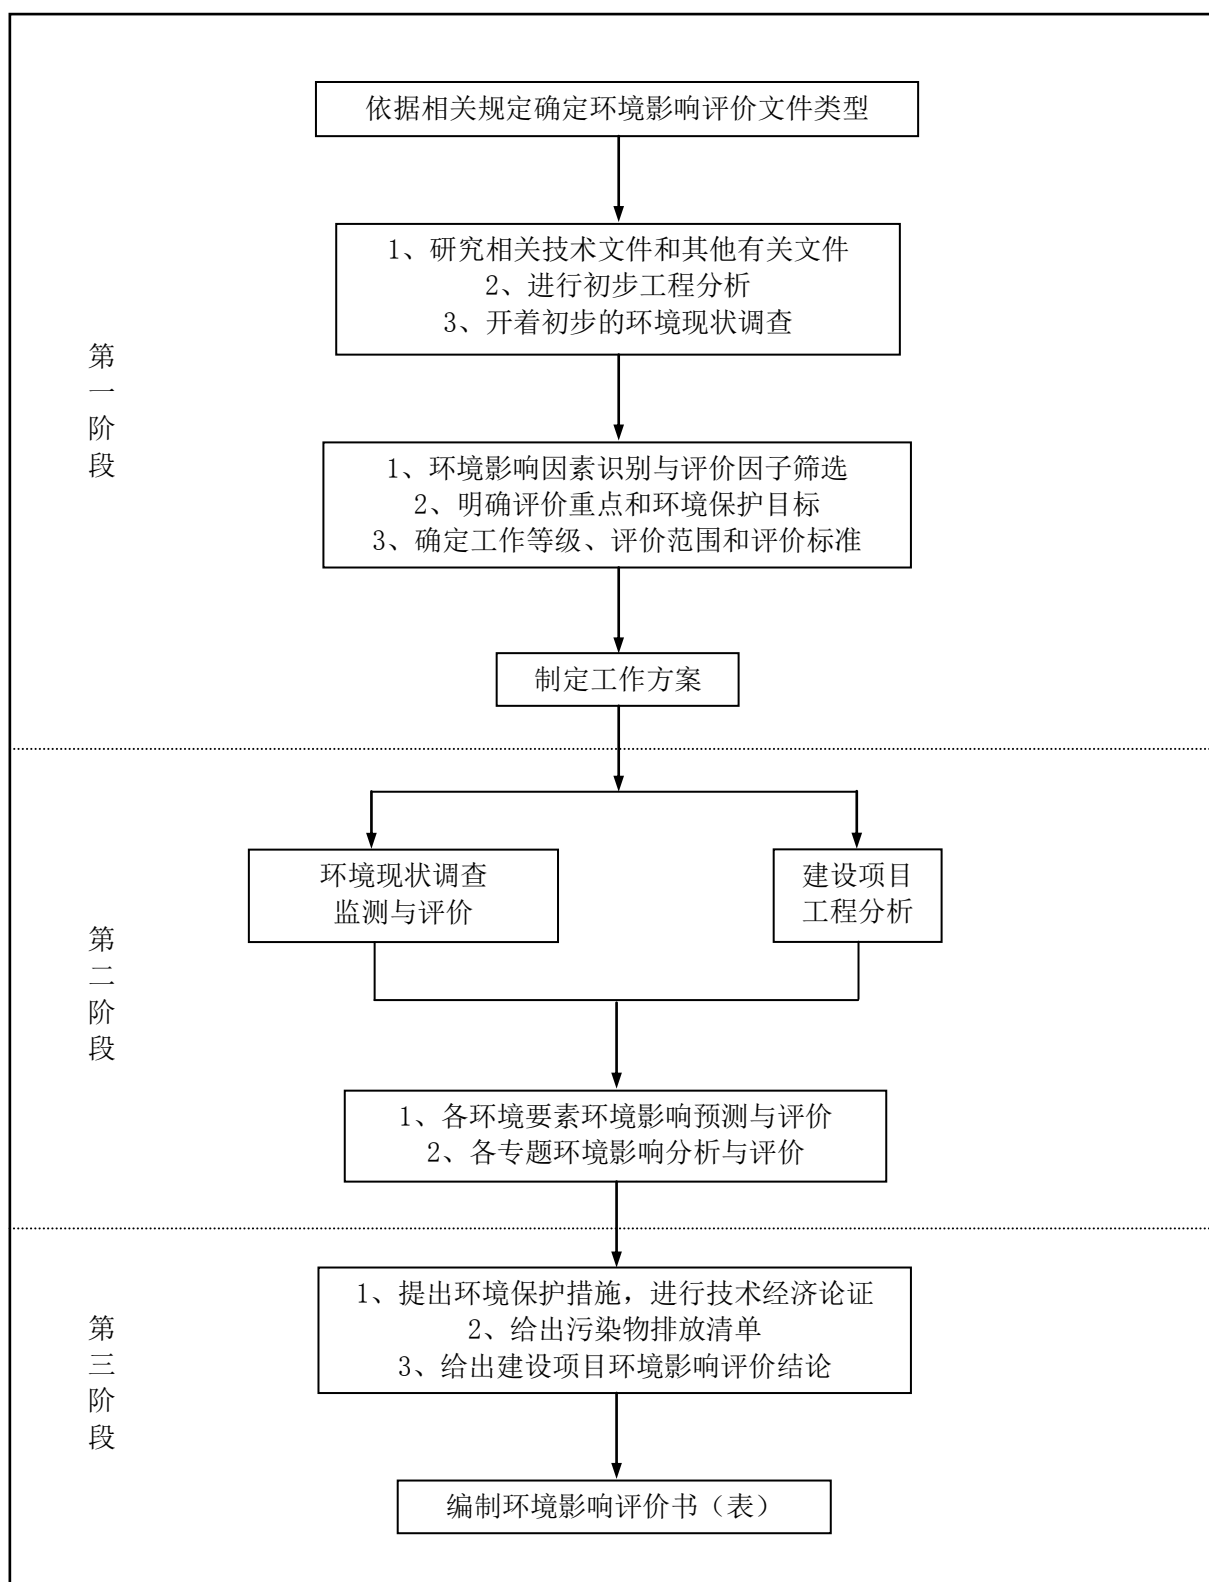 依据相关规定确定环境影响评价文件类型
1、研究相关技术文件和其他有关文件
2、进行初步工程分析
3、开着初步的环境现状调查
第一阶段
1、环境影响因素识别与评价因子筛选
2、明确评价重点和环境保护目标
3、确定工作等级、评价范围和评价标准
制定工作方案
环境现状调查
监测与评价
建设项目
工程分析
第二阶段
1、各环境要素环境影响预测与评价
2、各专题环境影响分析与评价
1、提出环境保护措施，进行技术经济论证
2、给出污染物排放清单
3、给出建设项目环境影响评价结论
第三阶段
编制环境影响评价书（表）